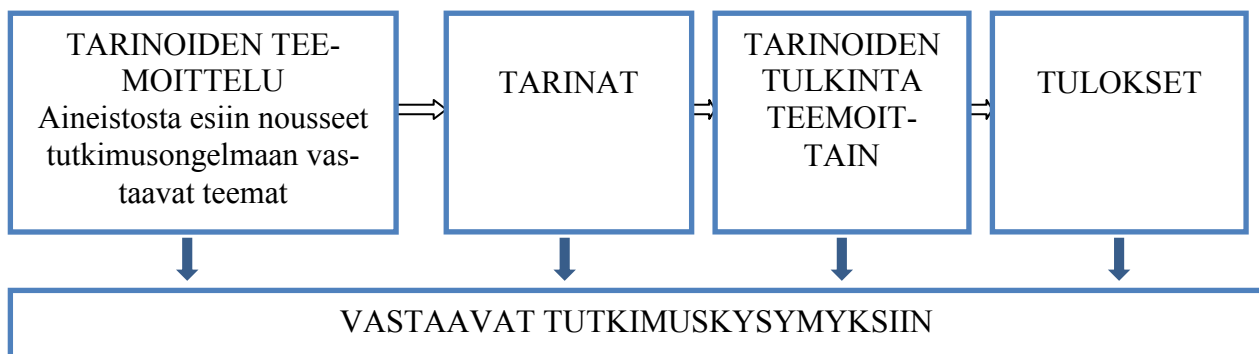 TARINOIDEN TEE-
MOITTELU
Aineistosta esiin nousseet
tutkimusongelmaan vas-
taavat teemat
TARINAT
TARINOIDEN
TULKINTA
TEEMOIT-
TAIN
TULOKSET
VASTAAVAT TUTKIMUSKYSYMYKSIIN